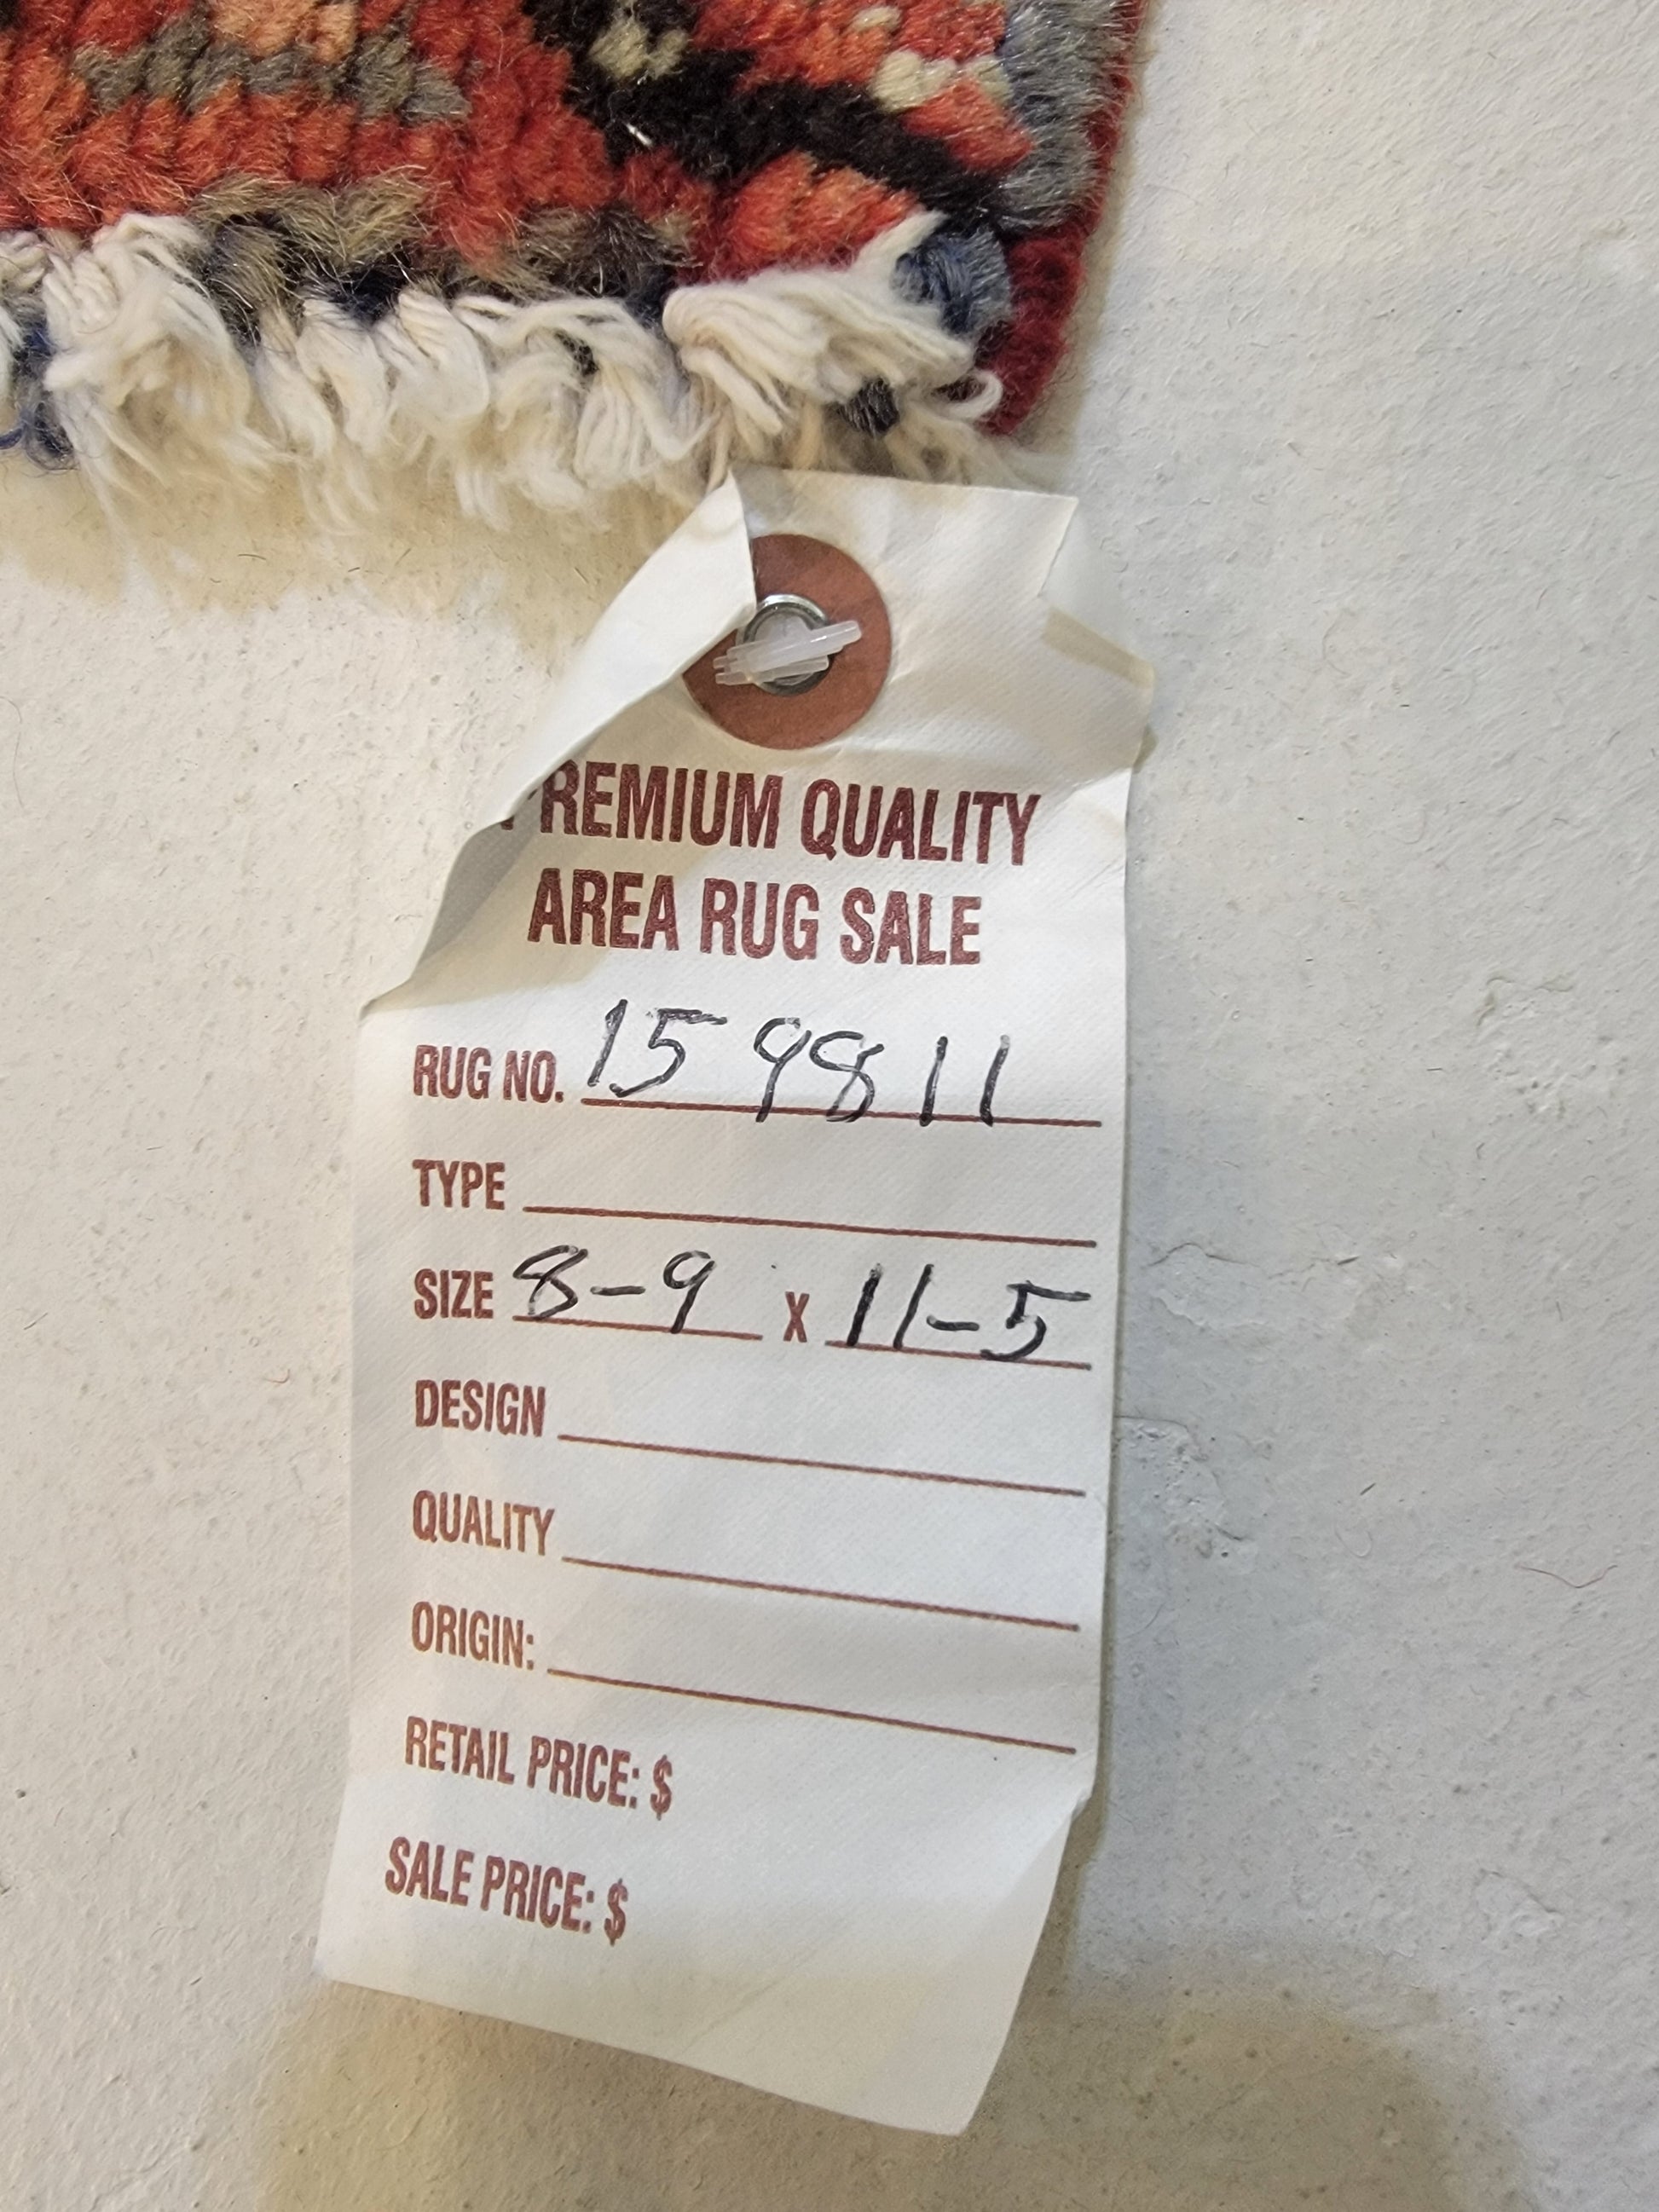 PREMIUM QUALITY
AREA RUG SALE
RUG NO. 159811
TYPE
SIZE 8-9 X 11-5
DESIGN
QUALITY
ORIGIN:
RETAIL PRICE: $
SALE PRICE: $